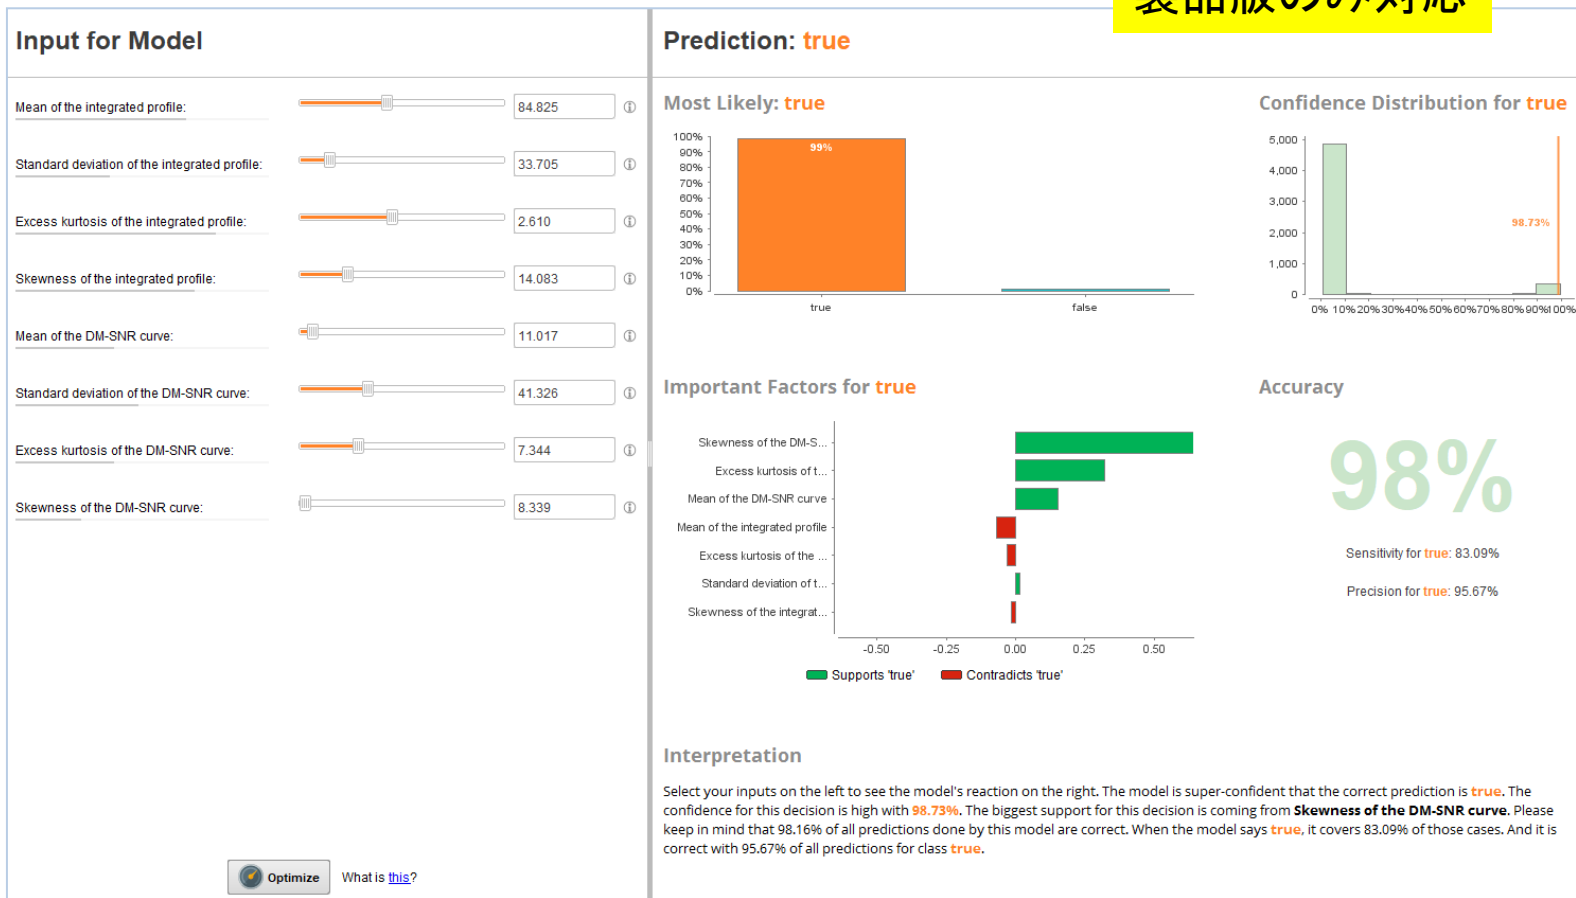 製品版のみ対応
Input for Model
Mean of the integrated profile:
84.825
Standard deviation of the integrated profile:
33.705
Excess kurtosis of the integrated profile:
2.610
Skewness of the integrated profile:
14.083
Mean of the DM-SNR curve:
11.017
Standard deviation of the DM-SNR curve:
41.326
Excess kurtosis of the DM-SNR curve:
7.344
Skewness of the DM-SNR curve:
8.339
Optimize
What is this?
Prediction: true
Most Likely: true
100%
90%
80%
70%
60%
50%
40%
30%
20%
10%
0%
99%
true
false
Confidence Distribution for true
5,000
4,000
3,000
2,000
1,000
0
98.73%
0% 10%20%30%40%50%60%70%80%90%100%
Important Factors for true
Skewness of the DM-S...
Excess kurtosis of t...
Mean of the DM-SNR curve
Mean of the integrated profile
Excess kurtosis of the ...
Standard deviation of t...
Skewness of the integrat...
-0.50 -0.25 0.00 0.25 0.50
Supports 'true' Contradicts 'true'
Accuracy
98%
Sensitivity for true: 83.09%
Precision for true: 95.67%
Interpretation
Select your inputs on the left to see the model's reaction on the right. The model is super-confident that the correct prediction is true. The
confidence for this decision is high with 98.73%. The biggest support for this decision is coming from Skewness of the DM-SNR curve. Please
keep in mind that 98.16% of all predictions done by this model are correct. When the model says true, it covers 83.09% of those cases. And it is
correct with 95.67% of all predictions for class true.